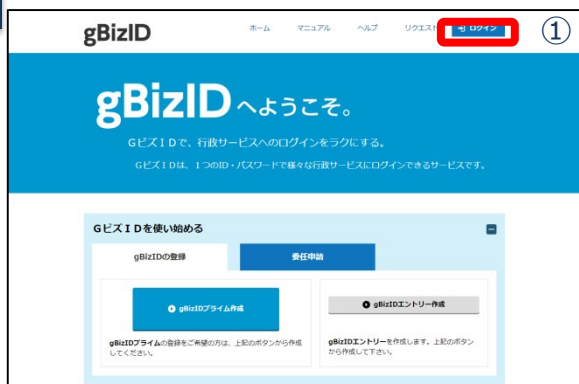 gBizID
ホーム マニュアル ヘルプ リクエスト ログイン ①
gBizIDへようこそ。
GビズIDで、行政サービスへのログインをラクにする。
GビズIDは、1つのID・パスワードで様々な行政サービスにログインできるサービスです。
GビズIDを使い始める
gBizIDの登録 委任申請
gBizIDプライム作成 gBizIDエントリー作成
gBizIDプライムの登録をご希望の方は、上記のボタンから作成
してください。
gBizIDエントリーを作成します。上記のボタン
から作成して下さい。